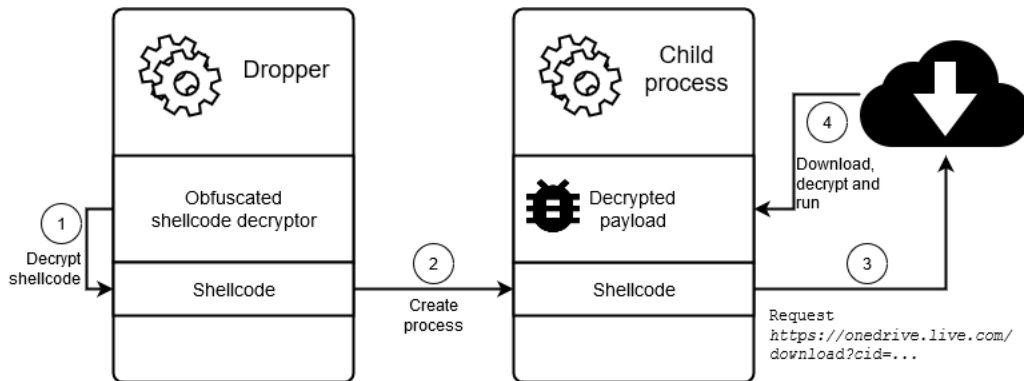 Dropper
Obfuscated
shellcode decryptor
Shellcode
1
Decrypt
shellcode
2
Create
process
Child
process
Decrypted
payload
Shellcode
3
Request
https://onedrive.live.com/
download?cid=...
4
Download,
decrypt and
run